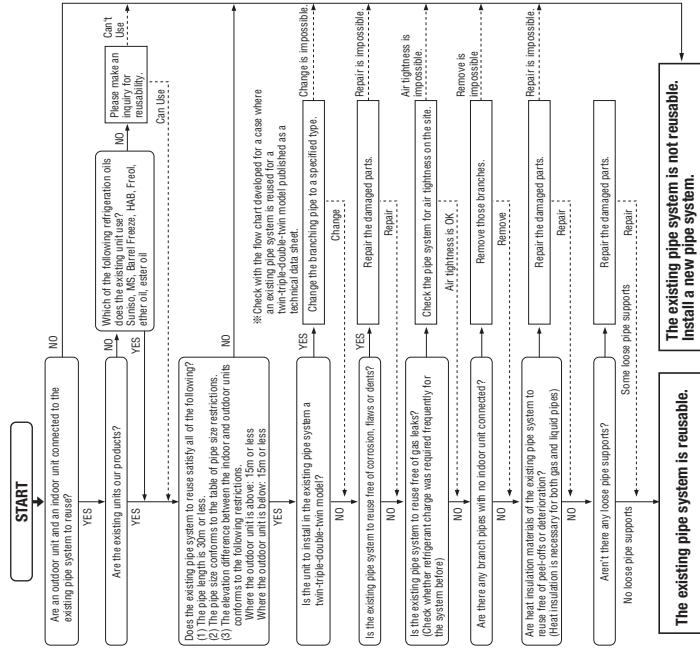 START
Are an outdoor unit and an indoor unit connected to the
existing pipe system to reuse?
NO
YES
Are the existing units our products?
NO
YES
Which of the following refrigeration oils
does the existing unit use?
Suniso, MS, Barrel Freeze, HAB, Freol,
ether oil, ester oil
NO
YES
Please make an
inquiry for
reusability.
Can't
Use
Can Use
Does the existing pipe system to reuse satisfy all of the following?
(1) The pipe length is 30m or less.
(2) The pipe size conforms to the table of pipe size restrictions.
(3) The elevation difference between the indoor and outdoor units
conforms to the following restrictions.
Where the outdoor unit is above: 15m or less
Where the outdoor unit is below: 15m or less
NO
YES
※Check with the flow chart developed for a case where
an existing pipe system is reused for a
twin-triple-double-twin model published as a
technical data sheet.
Is the unit to install in the existing pipe system a
twin-triple-double-twin model?
YES
Change the branching pipe to a specified type.
Change is impossible.
NO
Change
Is the existing pipe system to reuse free of corrosion, flaws or dents?
YES
Repair the damaged parts.
Repair is impossible.
NO
Repair
Is the existing pipe system to reuse free of gas leaks?
(Check whether refrigerant charge was required frequently for
the system before)
Check the pipe system for air tightness on the site.
Air tightness is
impossible.
NO
Air tightness is OK
Are there any branch pipes with no indoor unit connected?
Remove those branches.
Remove is
impossible
NO
Remove
Are heat insulation materials of the existing pipe system to
reuse free of peel-offs or deterioration?
(Heat insulation is necessary for both gas and liquid pipes)
Repair the damaged parts.
Repair is impossible.
NO
Repair
Aren't there any loose pipe supports?
Repair the damaged parts.
No loose pipe supports
Some loose pipe supports
Repair
The existing pipe system is reusable.
The existing pipe system is not reusable.
Install a new pipe system.